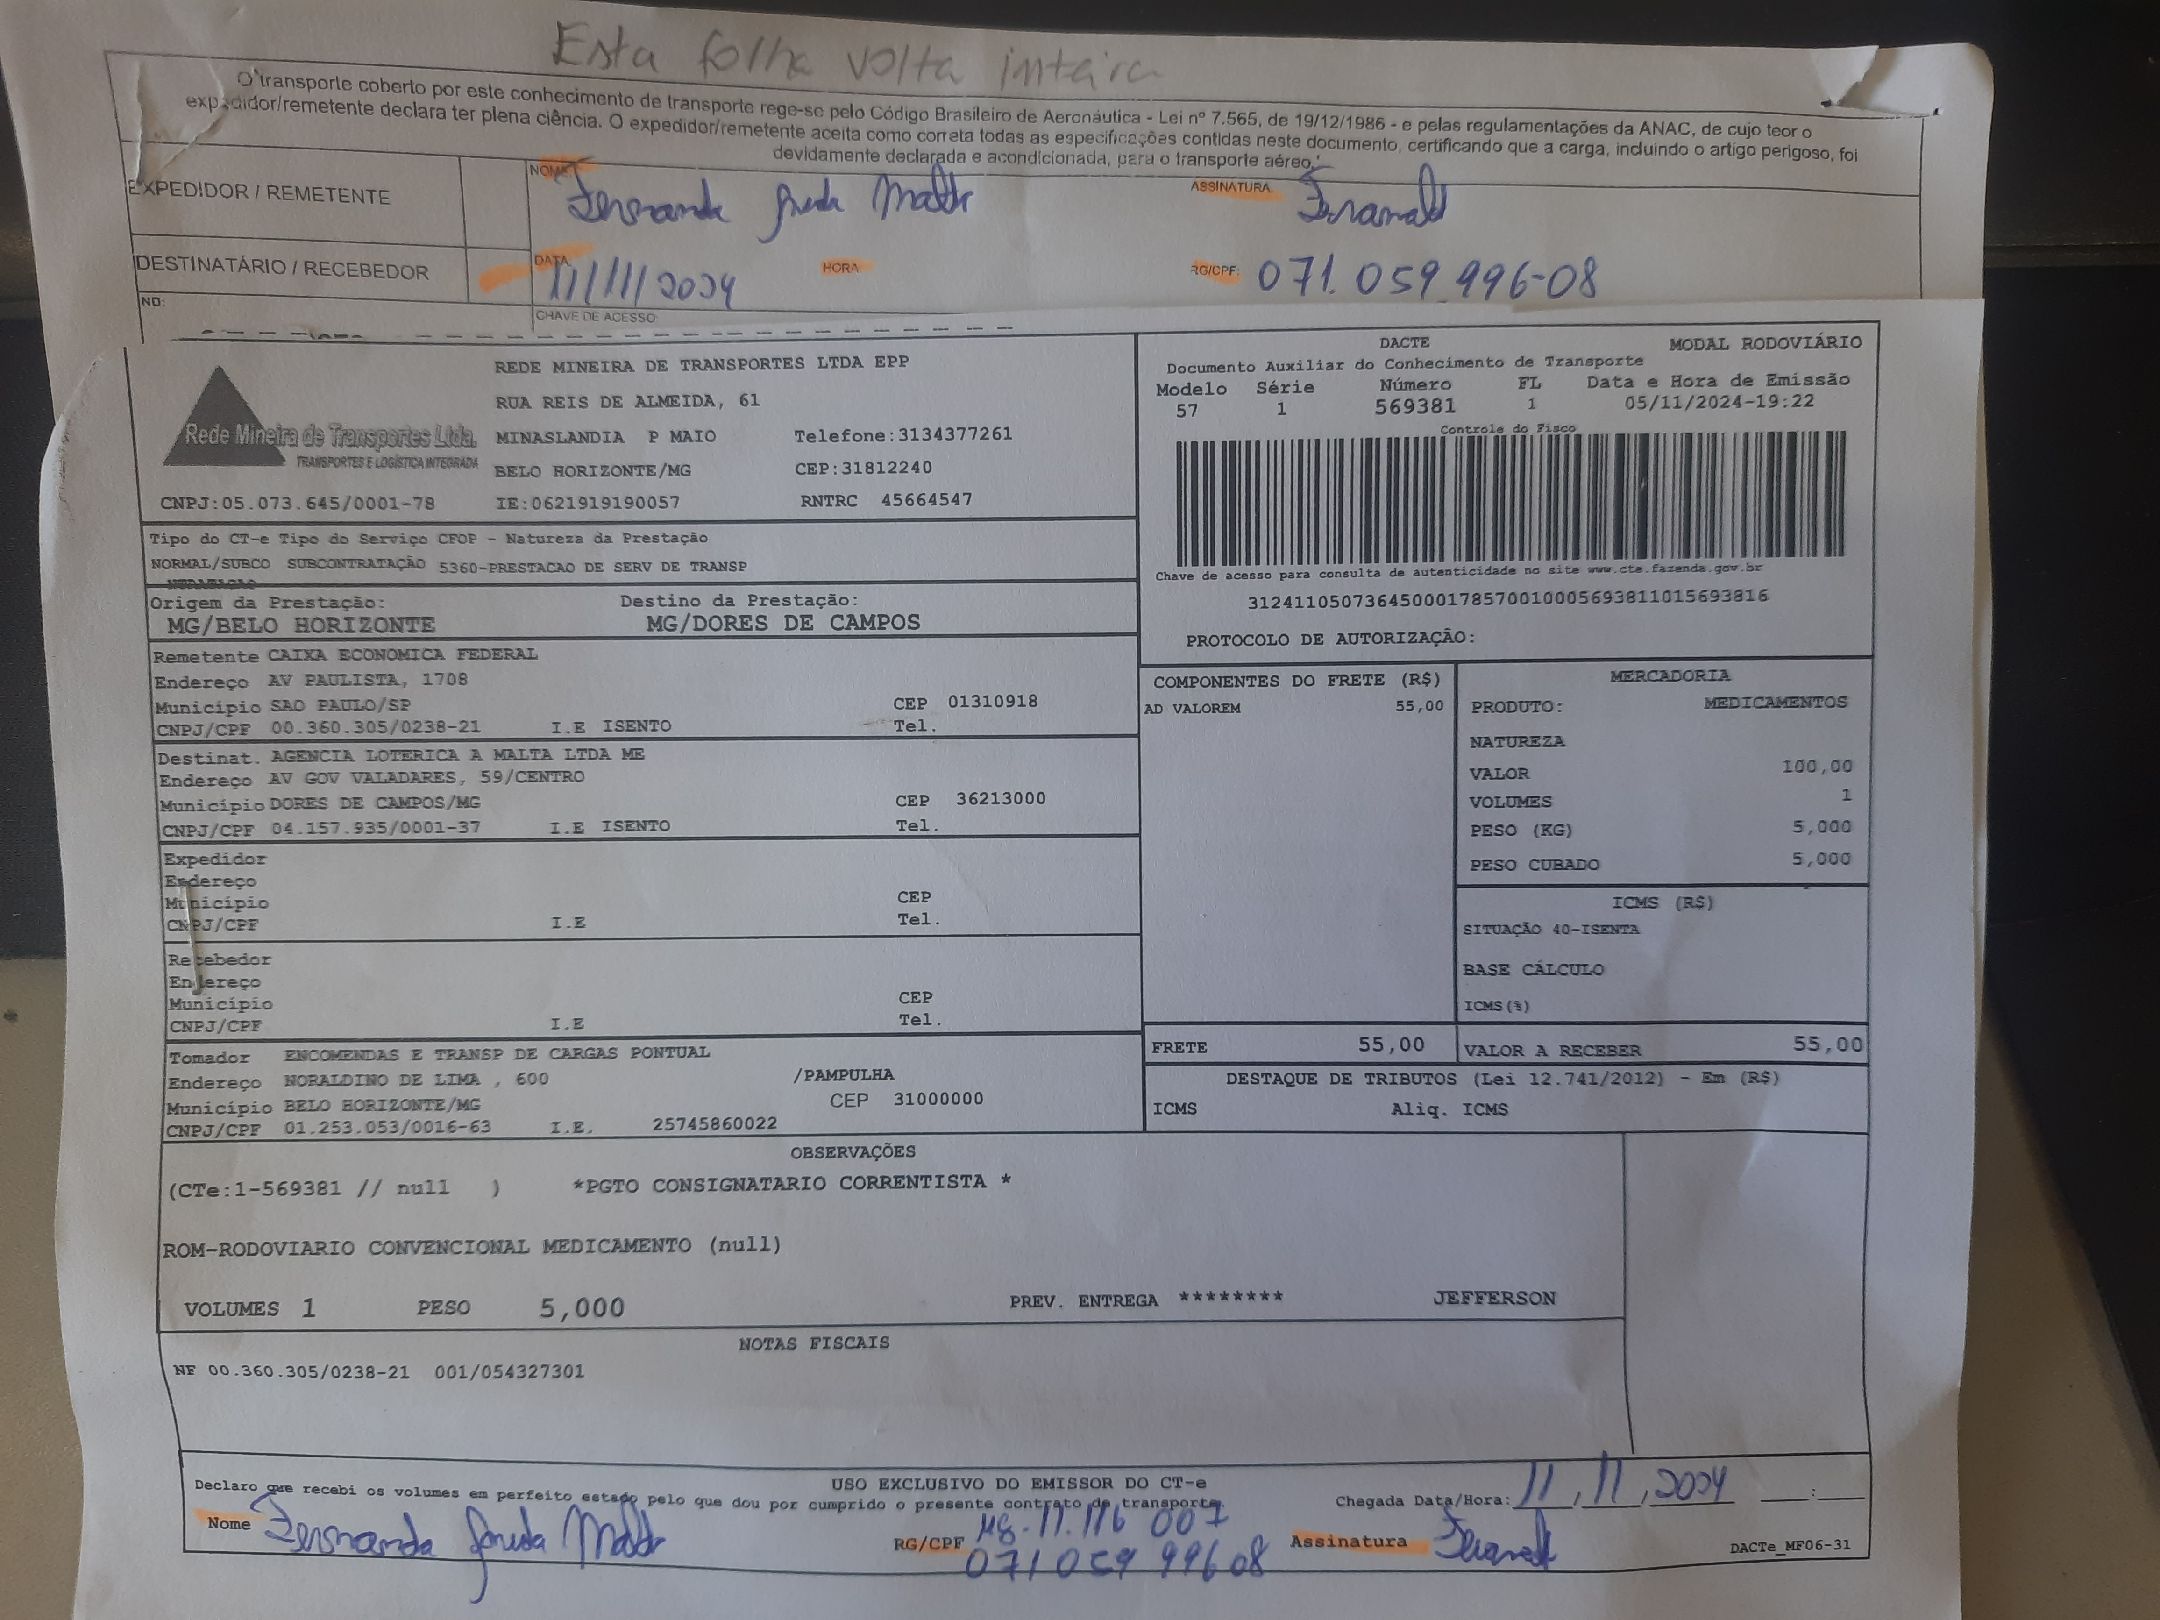 Esta folha volta inteira
O transporte coberto por este conhecimento de transporte rege-se pelo Código Brasileiro de Aeronáutica - Lei nº 7.565, de 19/12/1986 - e pelas regulamentações da ANAC, de cujo teor o
expedidor/remetente declara ter plena ciência. O expedidor/remetente aceita como correta todas as especificações contidas neste documento, certificando que a carga, incluindo o artigo perigoso, foi
devidamente declarada e acondicionada, para o transporte aéreo.
EXPEDIDOR / REMETENTE
NOME: Fernanda Malta
ASSINATURA
DESTINATÁRIO / RECEBEDOR
DATA 11/11/2024
HORA
RG/CPF: 071.059.996-08
NO:
CHAVE DE ACESSO:
Rede Mineira de Transportes Ltda.
TRANSPORTES E LOGÍSTICA INTEGRADA
REDE MINEIRA DE TRANSPORTES LTDA EPP
RUA REIS DE ALMEIDA, 61
MINASLANDIA P MAIO Telefone:3134377261
BELO HORIZONTE/MG CEP:31812240
CNPJ:05.073.645/0001-78 IE:0621919190057 RNTRC 45664547
DACTE MODAL RODOVIÁRIO
Documento Auxiliar do Conhecimento de Transporte
Modelo Série Número FL Data e Hora de Emissão
57 1 569381 1 05/11/2024-19:22
Controle do Fisco
Chave de acesso para consulta de autenticidade no site www.cte.fazenda.gov.br
31241105073645000178570010005693811015693816
PROTOCOLO DE AUTORIZAÇÃO:
Tipo do CT-e Tipo do Serviço CFOP - Natureza da Prestação
NORMAL/SUBCO SUBCONTRATAÇÃO 5360-PRESTACAO DE SERV DE TRANSP
Origem da Prestação: Destino da Prestação:
MG/BELO HORIZONTE MG/DORES DE CAMPOS
Remetente CAIXA ECONOMICA FEDERAL
Endereço AV PAULISTA, 1708
Município SAO PAULO/SP CEP 01310918
CNPJ/CPF 00.360.305/0238-21 I.E ISENTO Tel.
Destinat. AGENCIA LOTERICA A MALTA LTDA ME
Endereço AV GOV VALADARES, 59/CENTRO
Município DORES DE CAMPOS/MG CEP 36213000
CNPJ/CPF 04.157.935/0001-37 I.E ISENTO Tel.
Expedidor
Endereço
Município CEP
CNPJ/CPF I.E Tel.
Recebedor
Endereço
Município CEP
CNPJ/CPF I.E Tel.
Tomador ENCOMENDAS E TRANSP DE CARGAS PONTUAL
Endereço NORALDINO DE LIMA , 600 /PAMPULHA
Município BELO HORIZONTE/MG CEP 31000000
CNPJ/CPF 01.253.053/0016-63 I.E. 25745860022
COMPONENTES DO FRETE (R$)
AD VALOREM 55,00
MERCADORIA
PRODUTO: MEDICAMENTOS
NATUREZA
VALOR 100,00
VOLUMES 1
PESO (KG) 5,000
PESO CUBADO 5,000
ICMS (R$)
SITUAÇÃO 40-ISENTA
BASE CÁLCULO
ICMS(%)
FRETE 55,00 VALOR A RECEBER 55,00
DESTAQUE DE TRIBUTOS (Lei 12.741/2012) - Em (R$)
ICMS Aliq. ICMS
OBSERVAÇÕES
(CTe:1-569381 // null ) *PGTO CONSIGNATARIO CORRENTISTA *
ROM-RODOVIARIO CONVENCIONAL MEDICAMENTO (null)
VOLUMES 1 PESO 5,000 PREV. ENTREGA ******** JEFFERSON
NOTAS FISCAIS
NF 00.360.305/0238-21 001/054327301
USO EXCLUSIVO DO EMISSOR DO CT-e
Declaro que recebi os volumes em perfeito estado pelo que dou por cumprido o presente contrato de transporte.
Chegada Data/Hora: 11,11,2024 __:__
Nome Fernanda Malta
RG/CPF MG-11.116 007
071 059 996 08
Assinatura
DACTe_MF06-31